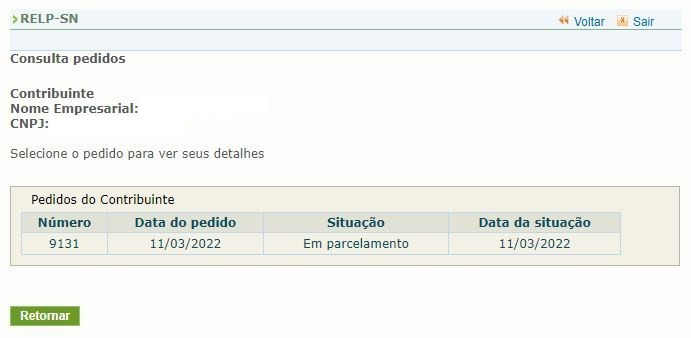 RELP-SN
Voltar Sair
Consulta pedidos
Contribuinte
Nome Empresarial:
CNPJ:
Selecione o pedido para ver seus detalhes
Pedidos do Contribuinte
Número Data do pedido Situação Data da situação
9131 11/03/2022 Em parcelamento 11/03/2022
Retornar